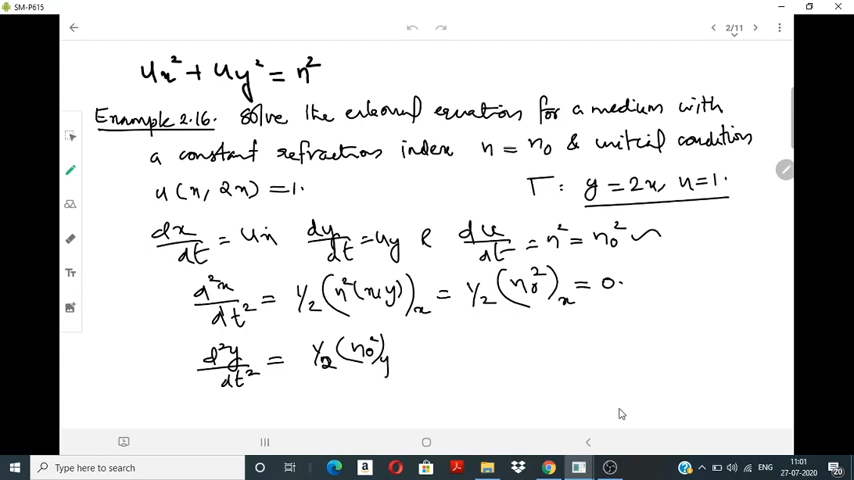 SM-P615
2/11
ux² + uy² = n²
Example 2.16. Solve the eikonal equation for a medium with
a constant refraction index n = n₀ & initial condition
u(x, 2x) = 1. Γ: y = 2x, u = 1.
dx/dt = ux, dy/dt = uy & du/dt = n² = n₀²
d²x/dt² = 1/2 (n²(x,y))x = 1/2 (n₀²)x = 0.
d²y/dt² = 1/2 (n₀²)y
Type here to search
ENG
11:01
27-07-2020
20